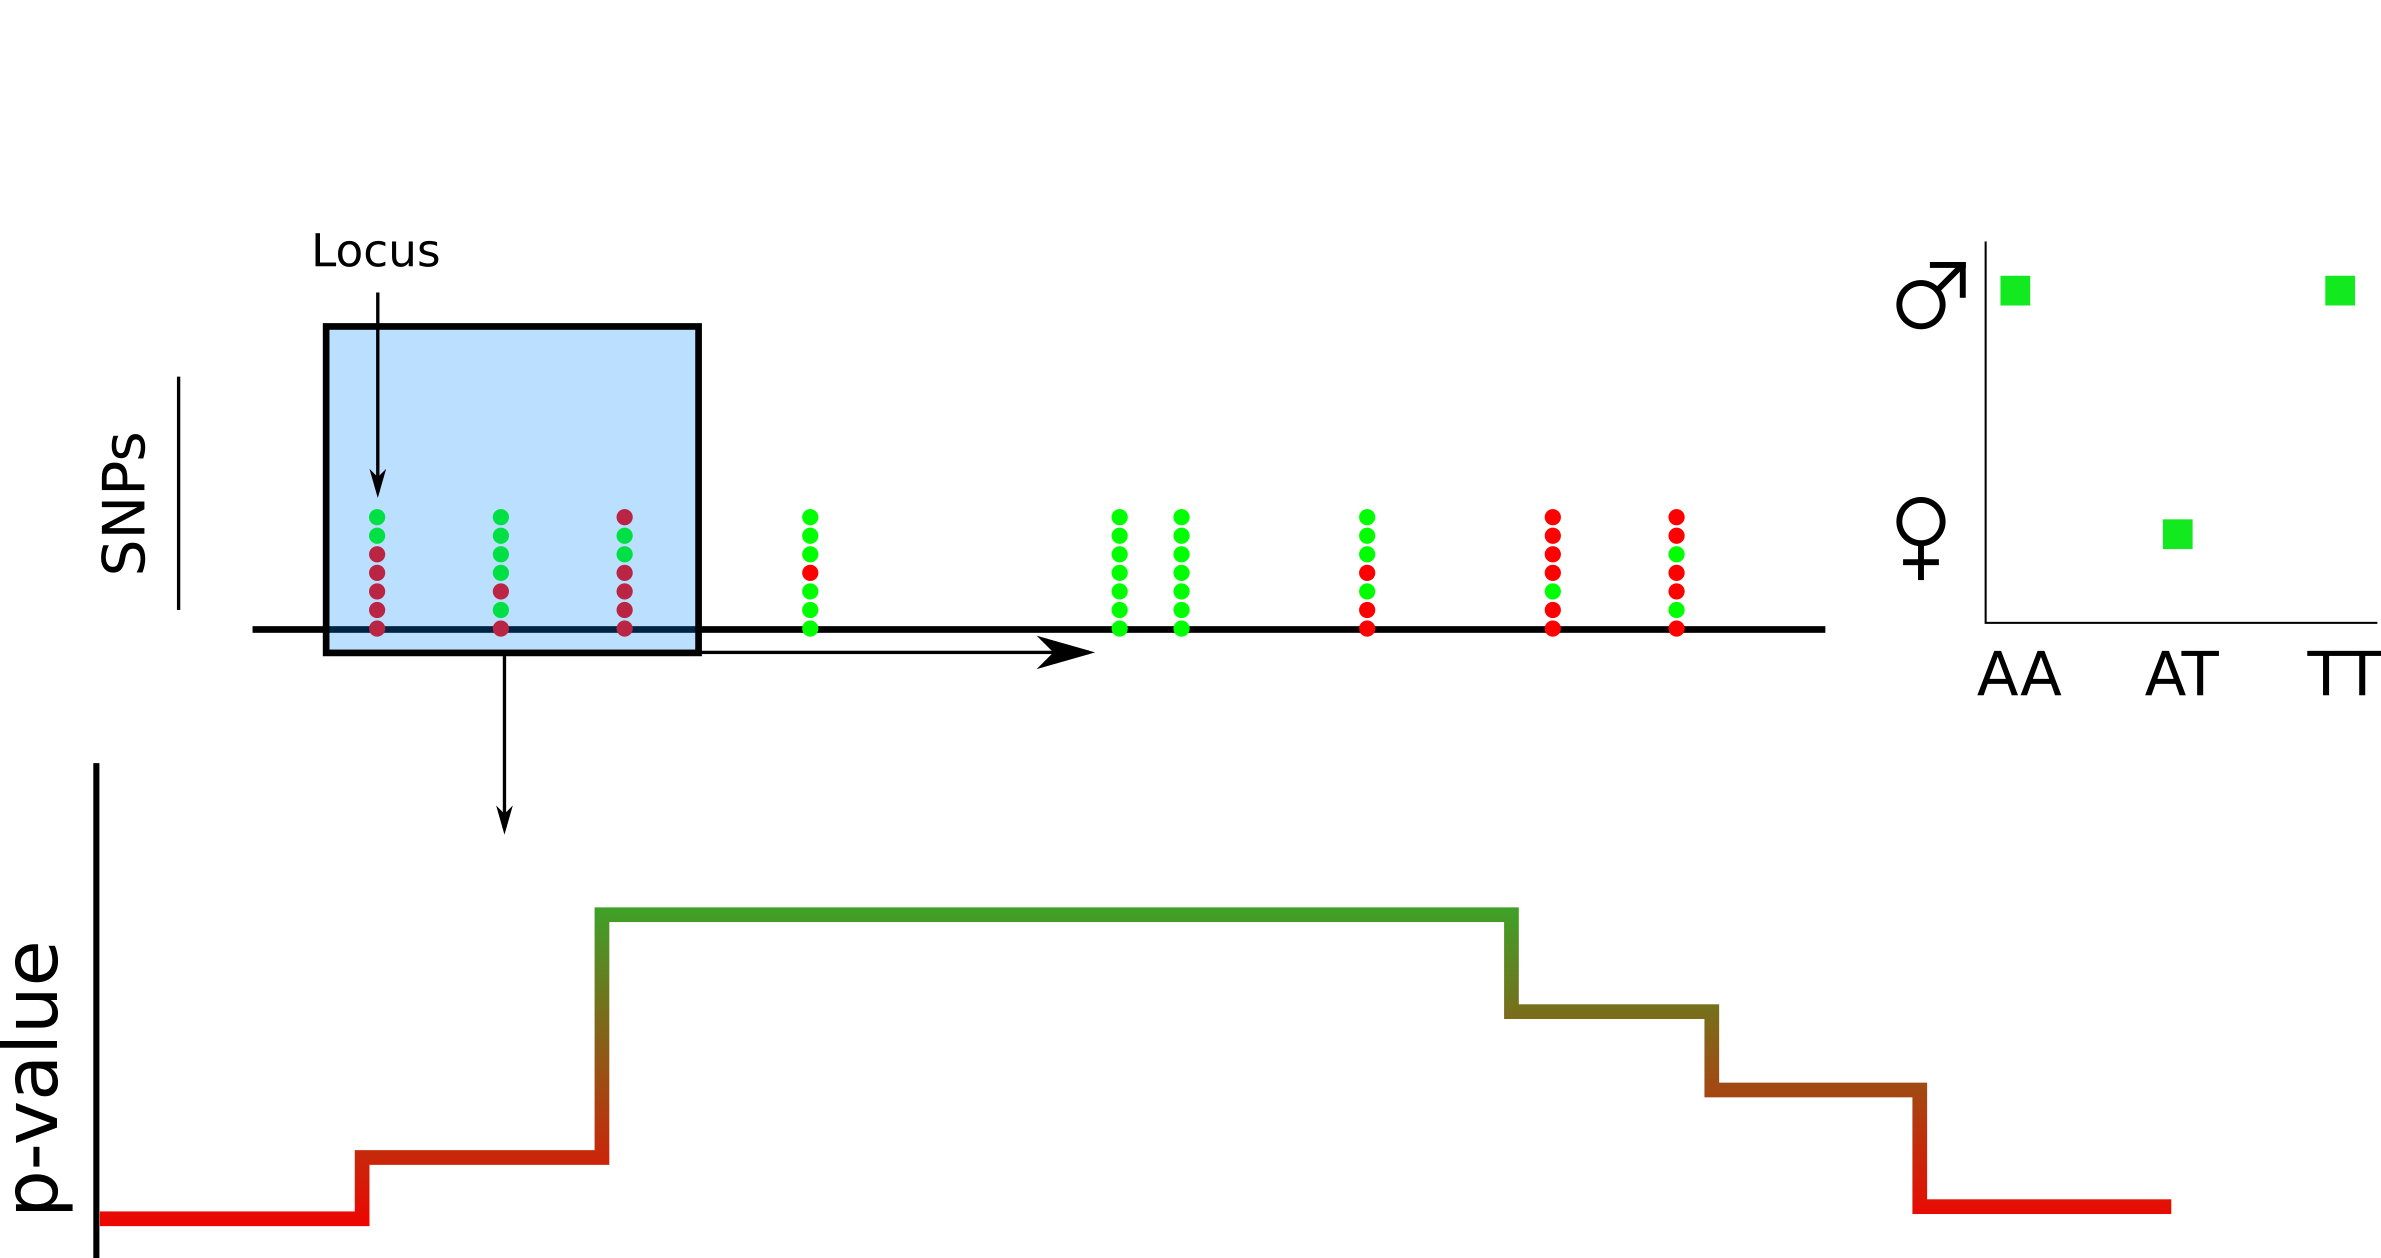 Locus
SNPs
♂
♀
AA AT TT
p-value